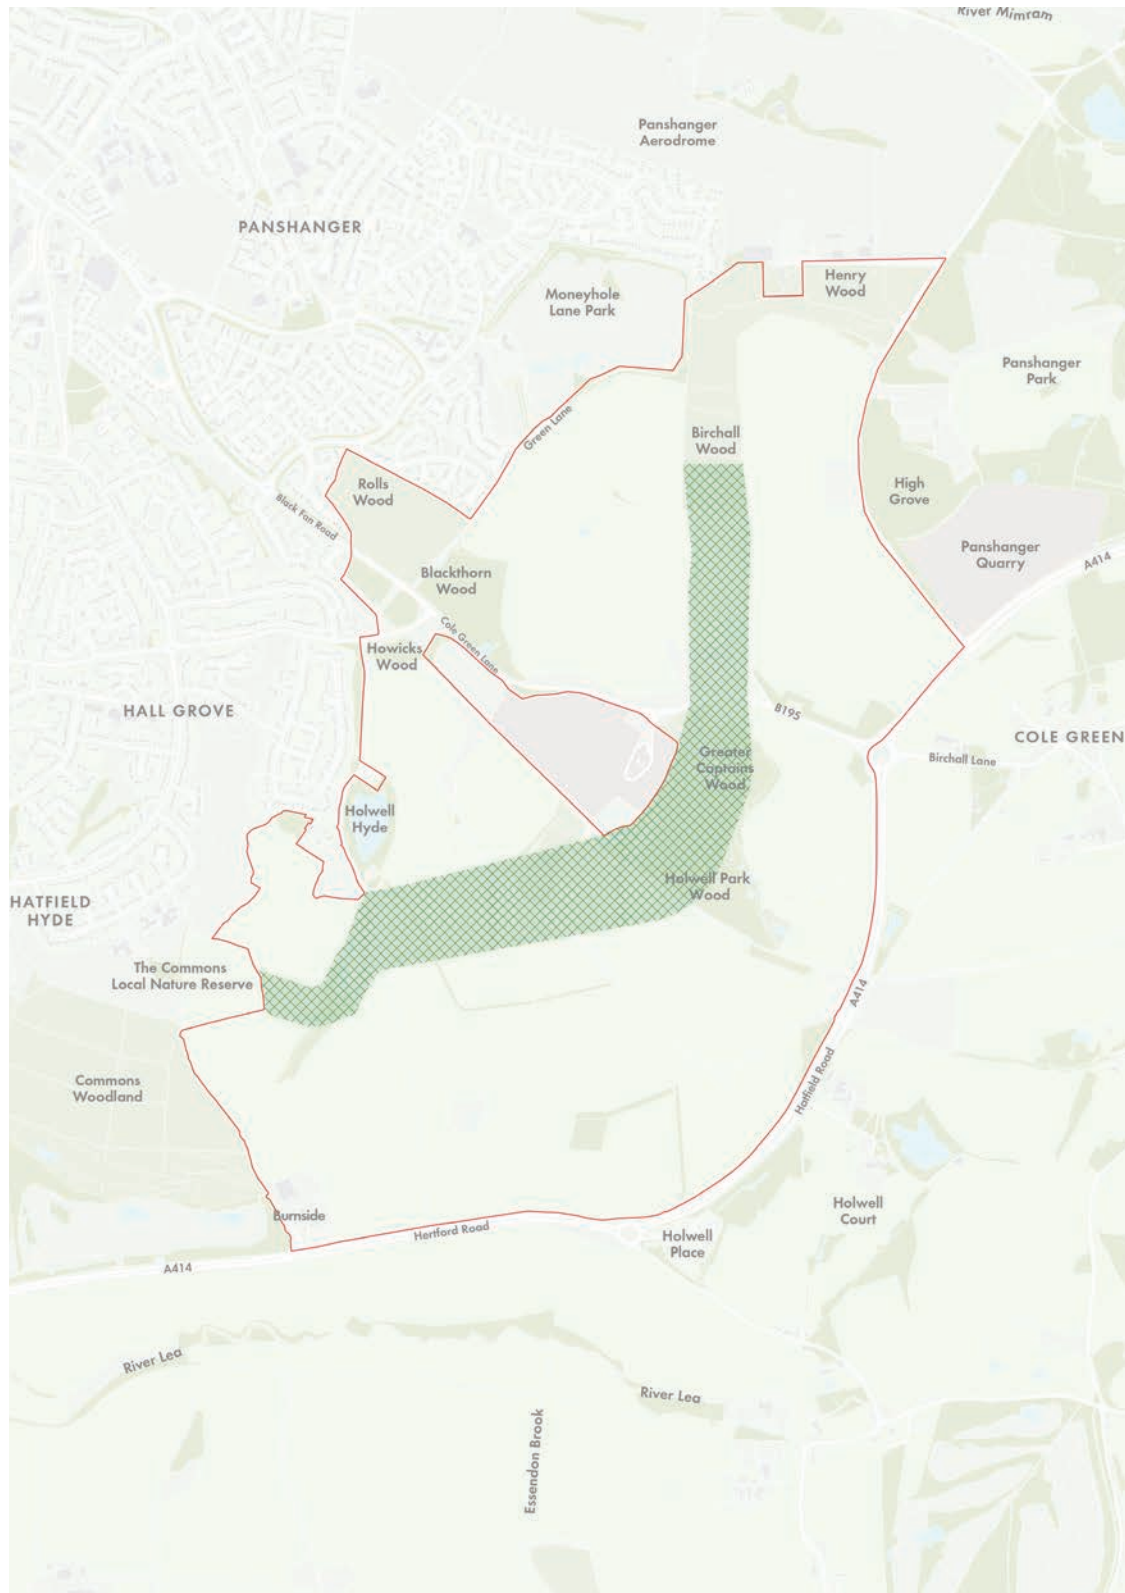 River Mimram
Panshanger
Aerodrome
PANSHANGER
Henry
Wood
Moneyhole
Lane Park
Panshanger
Park
Green Lane
Birchall
Wood
Rolls
Wood
High
Grove
Black Fan Road
Panshanger
Quarry
A414
Blackthorn
Wood
Cole Green Lane
Howicks
Wood
HALL GROVE
B195
COLE GREEN
Greater
Captains
Wood
Birchall Lane
Holwell
Hyde
Holwell Park
Wood
HATFIELD
HYDE
The Commons
Local Nature Reserve
A414
Hatfield Road
Commons
Woodland
Holwell
Court
Burnside
Hertford Road
Holwell
Place
A414
River Lea
River Lea
Essendon Brook